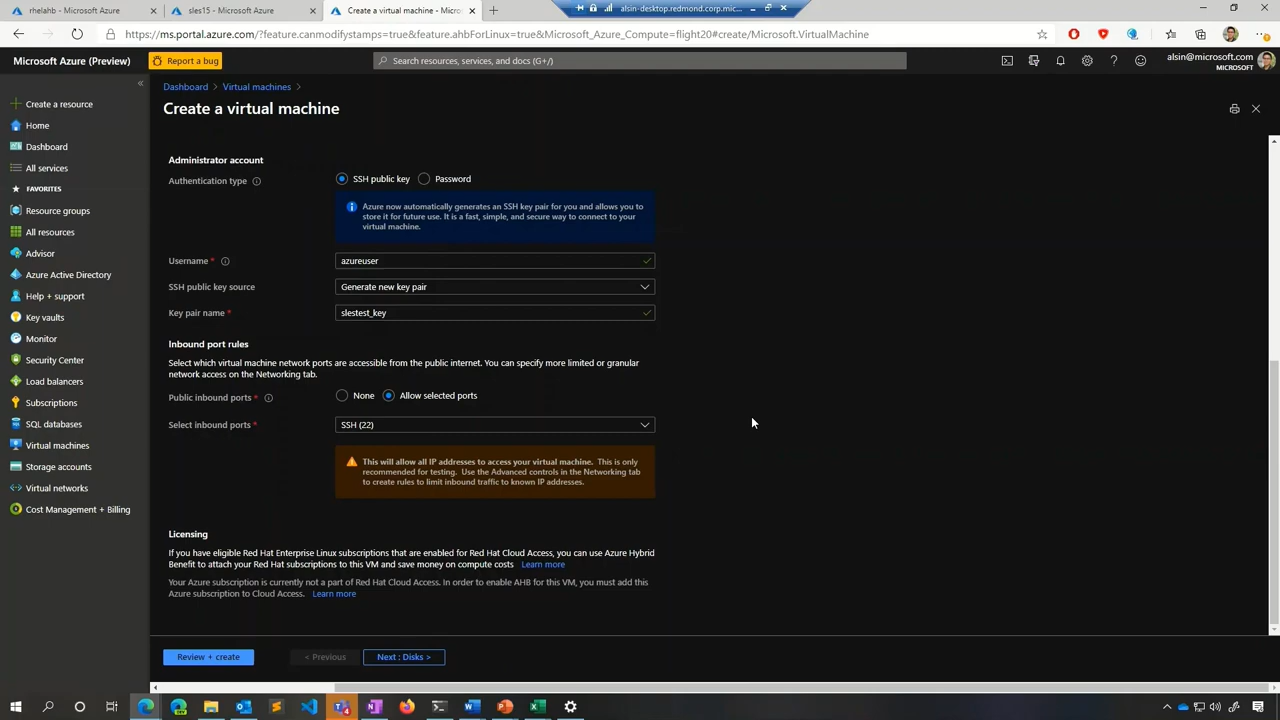 rhelabh - Microsoft Azure
sles15 - Microsoft Azure
Create a virtual machine - Micros
alsin-desktop.redmond.corp.mic...
https://ms.portal.azure.com/?feature.canmodifystamps=true&feature.ahbForLinux=true&Microsoft_Azure_Compute=flight20#create/Microsoft.VirtualMachine
Microsoft Azure (Preview)
Report a bug
Search resources, services, and docs (G+/)
alsin@microsoft.com
MICROSOFT
Create a resource
Home
Dashboard
All services
FAVORITES
Resource groups
All resources
Advisor
Azure Active Directory
Help + support
Key vaults
Monitor
Security Center
Load balancers
Subscriptions
SQL databases
Virtual machines
Storage accounts
Virtual networks
Cost Management + Billing
Dashboard > Virtual machines >
Create a virtual machine
Administrator account
Authentication type
SSH public key
Password
Azure now automatically generates an SSH key pair for you and allows you to
store it for future use. It is a fast, simple, and secure way to connect to your
virtual machine.
Username *
azureuser
SSH public key source
Generate new key pair
Key pair name *
slestest_key
Inbound port rules
Select which virtual machine network ports are accessible from the public internet. You can specify more limited or granular
network access on the Networking tab.
Public inbound ports *
None
Allow selected ports
Select inbound ports *
SSH (22)
This will allow all IP addresses to access your virtual machine. This is only
recommended for testing. Use the Advanced controls in the Networking tab
to create rules to limit inbound traffic to known IP addresses.
Licensing
If you have eligible Red Hat Enterprise Linux subscriptions that are enabled for Red Hat Cloud Access, you can use Azure Hybrid
Benefit to attach your Red Hat subscriptions to this VM and save money on compute costs Learn more
Your Azure subscription is currently not a part of Red Hat Cloud Access. In order to enable AHB for this VM, you must add this
Azure subscription to Cloud Access. Learn more
Review + create
< Previous
Next : Disks >